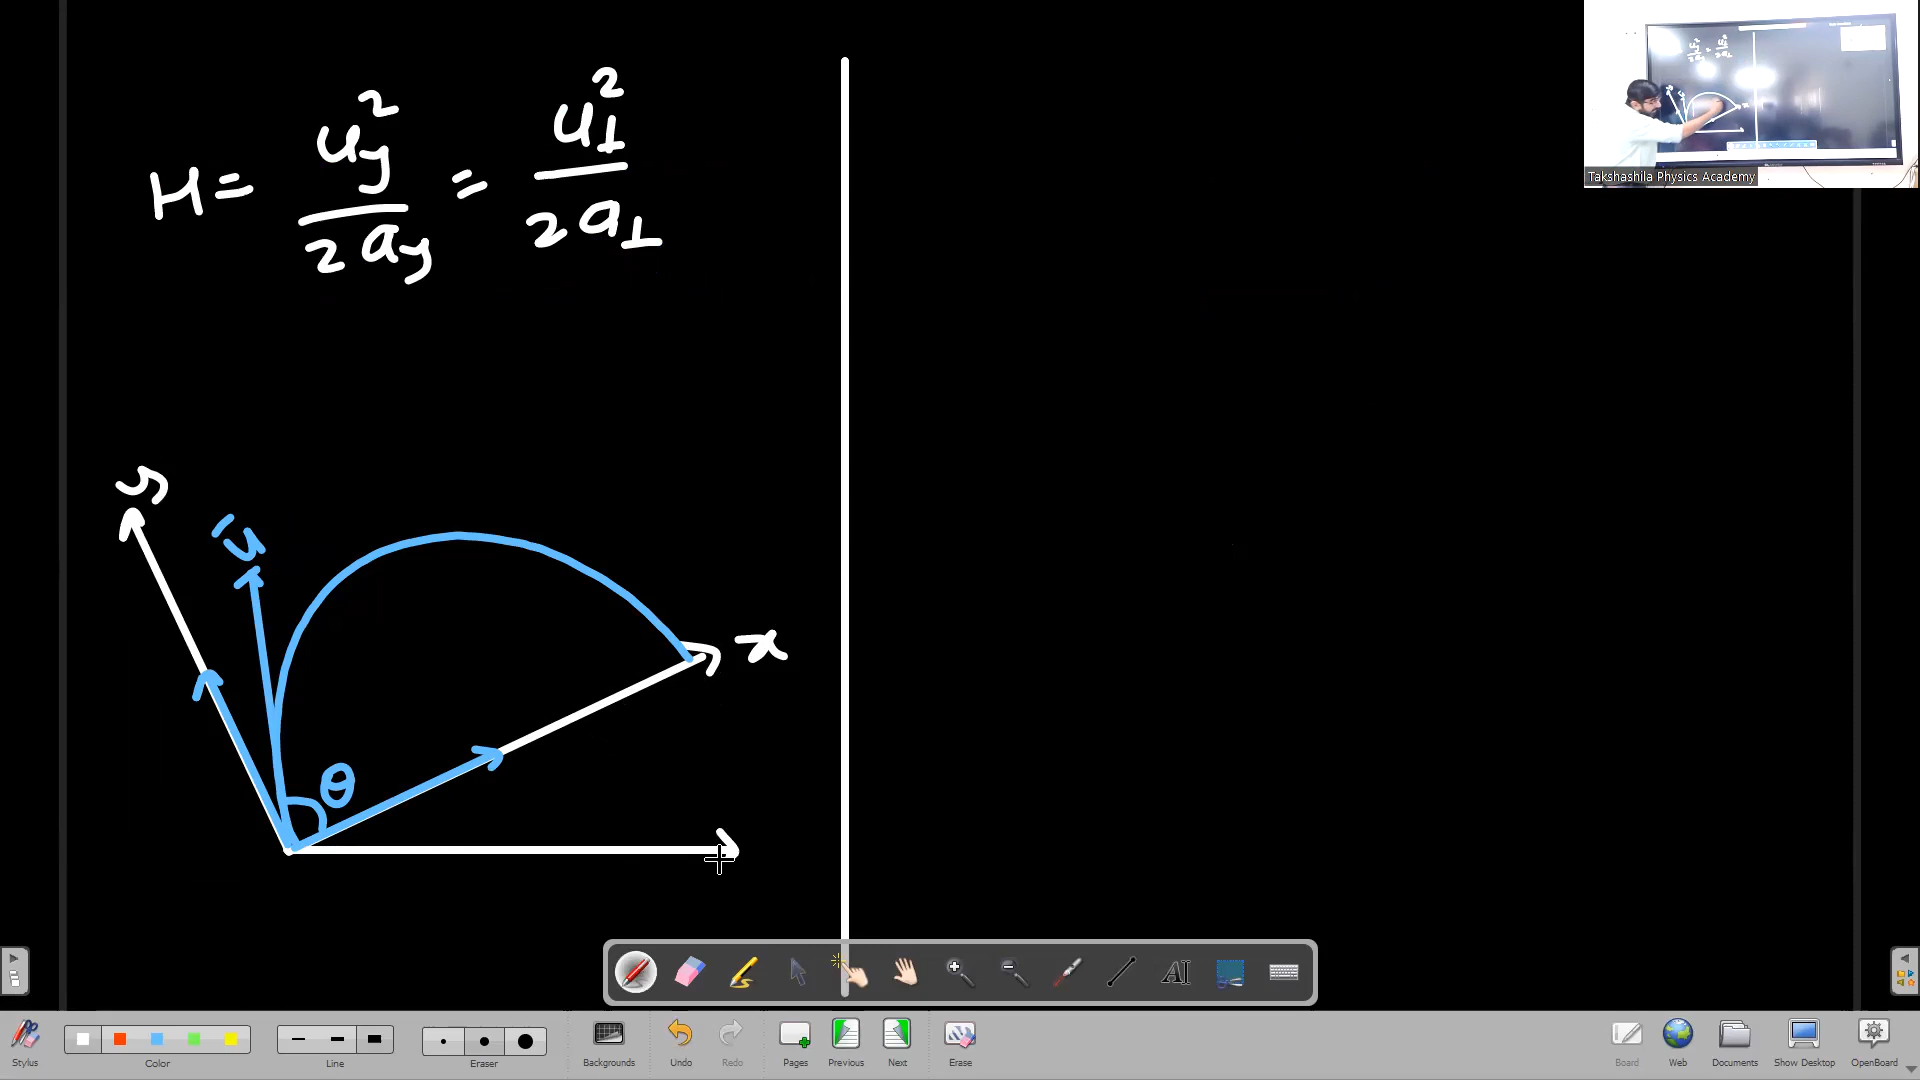 H = u_y^2 / 2a_y = u_⊥^2 / 2a_⊥
y
ū
x
θ
Takshashila Physics Academy
Stylus
Color
Line
Eraser
Backgrounds
Undo
Redo
Pages
Previous
Next
Erase
Board
Web
Documents
Show Desktop
OpenBoard
AI